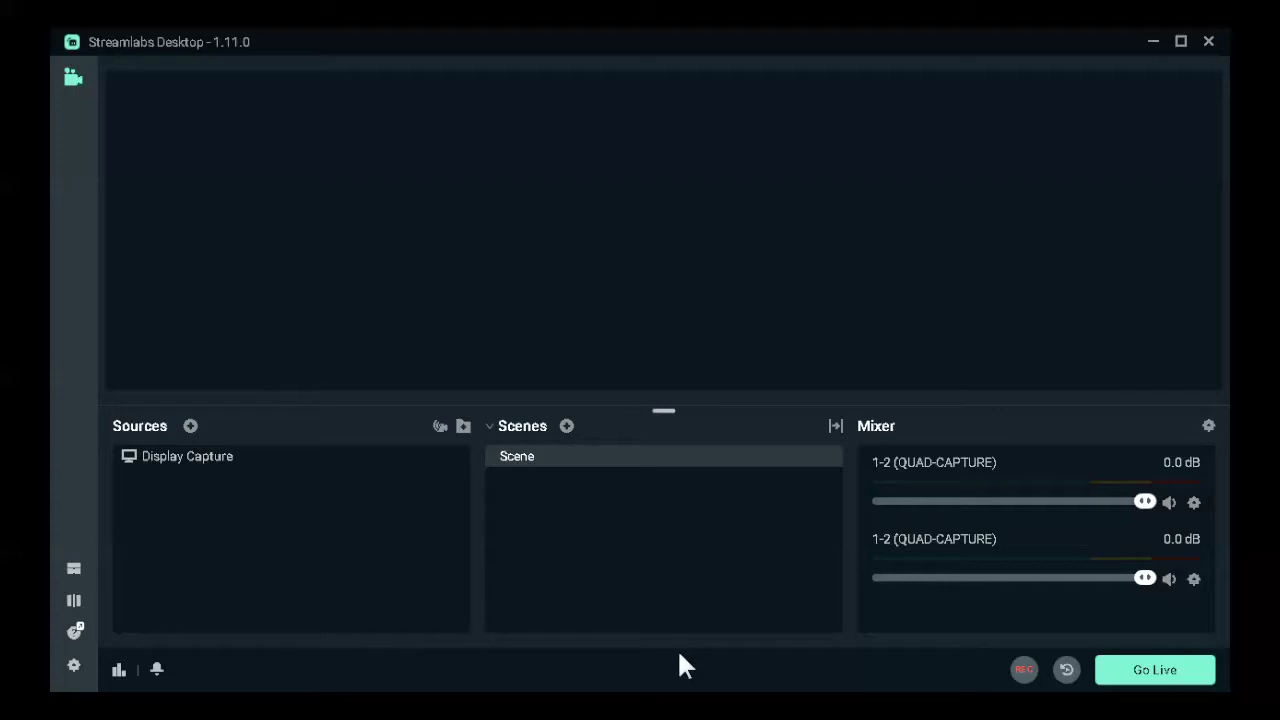 Streamlabs Desktop - 1.11.0
Sources
Scenes
Mixer
Display Capture
Scene
1-2 (QUAD-CAPTURE) 0.0 dB
1-2 (QUAD-CAPTURE) 0.0 dB
REC
Go Live